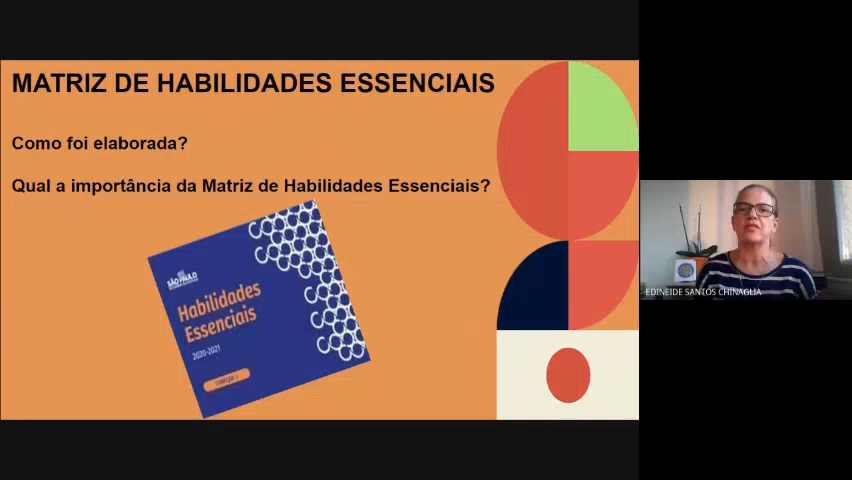 MATRIZ DE HABILIDADES ESSENCIAIS
Como foi elaborada?
Qual a importância da Matriz de Habilidades Essenciais?
SÃO PAULO
Habilidades
Essenciais
2020-2021
EDINEIDE SANTOS CHINAGLIA